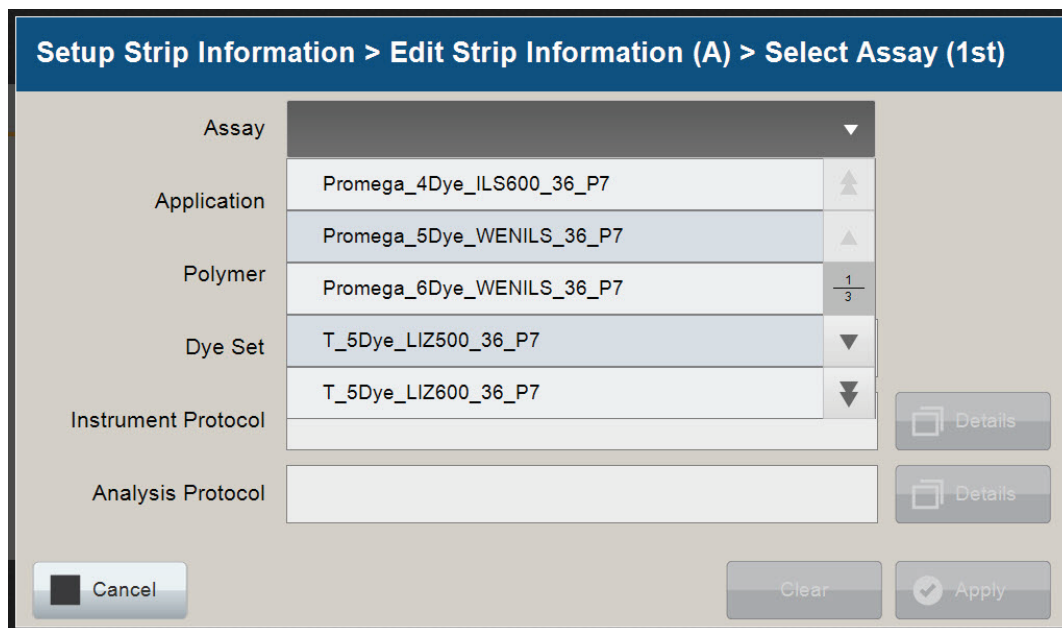 Setup Strip Information > Edit Strip Information (A) > Select Assay (1st)
Assay
Promega_4Dye_ILS600_36_P7
Application
Promega_5Dye_WENILS_36_P7
Polymer
Promega_6Dye_WENILS_36_P7
1
3
Dye Set
T_5Dye_LIZ500_36_P7
T_5Dye_LIZ600_36_P7
Instrument Protocol
Details
Analysis Protocol
Details
Cancel
Clear
Apply